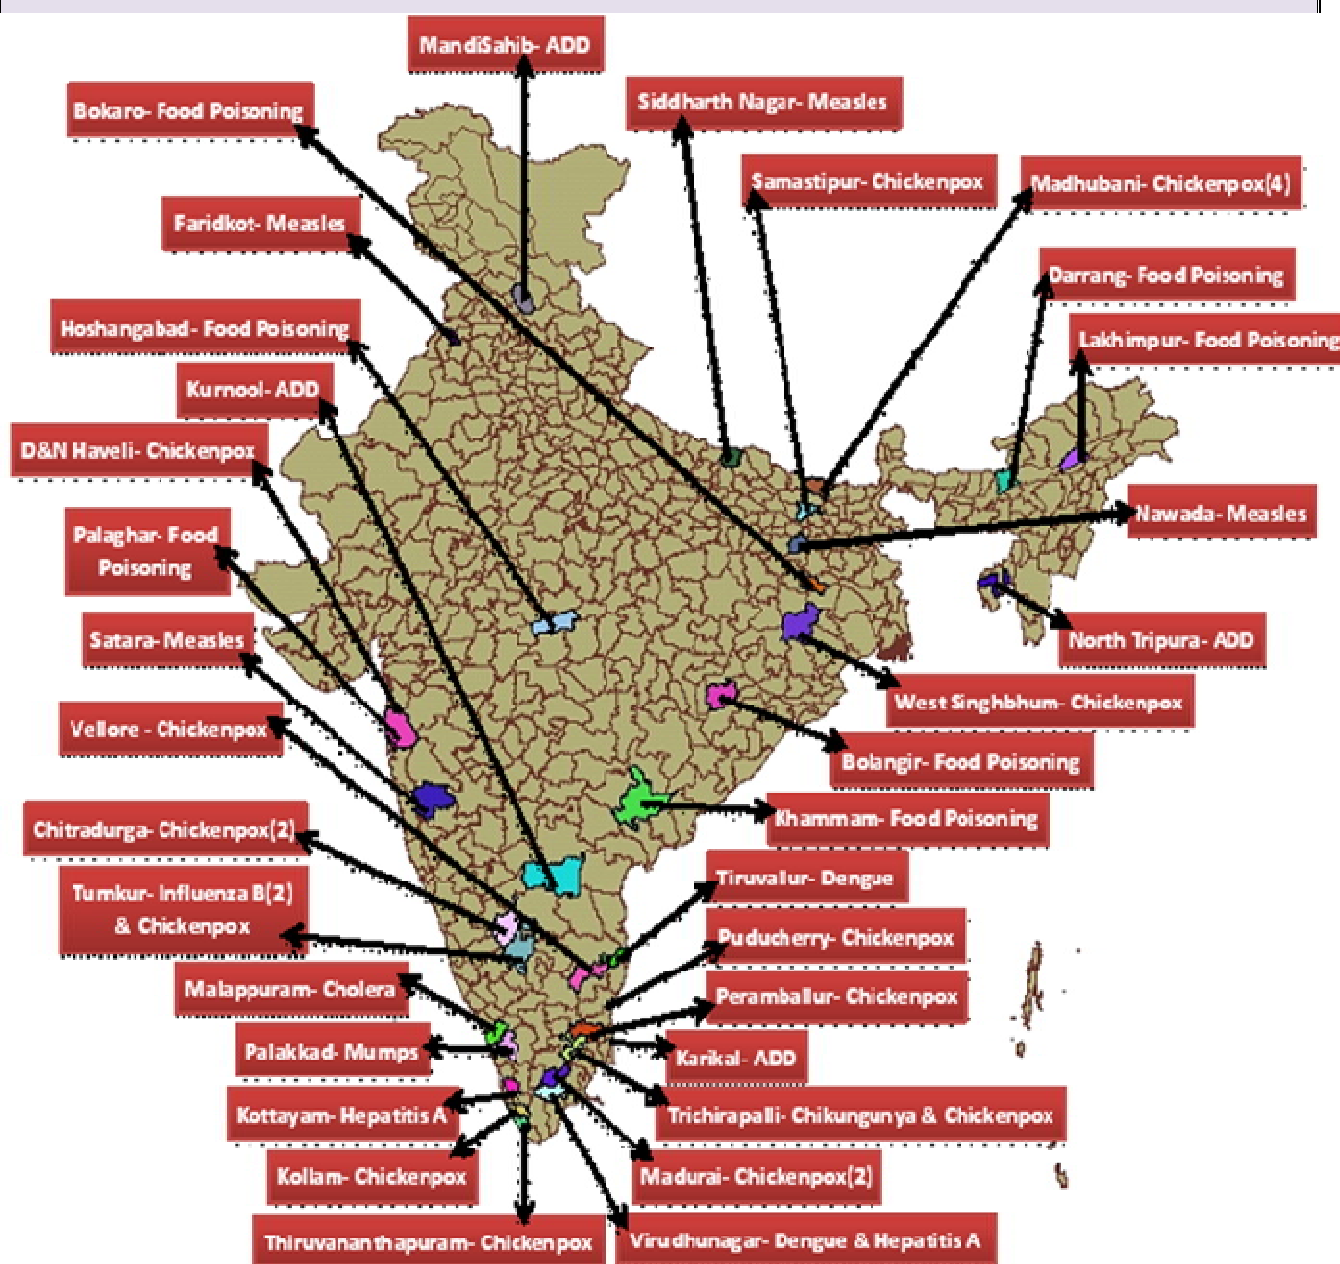 MandiSahib- ADD
Bokaro- Food Poisoning
Siddharth Nagar- Measles
Samastipur- Chickenpox
Madhubani- Chickenpox(4)
Faridkot- Measles
Darrang- Food Poisoning
Hoshangabad- Food Poisoning
Lakhimpur- Food Poisoning
Kurnool- ADD
D&N Haveli- Chickenpox
Nawada- Measles
Palaghar- Food
Poisoning
Satara- Measles
North Tripura- ADD
West Singhbhum- Chickenpox
Vellore - Chickenpox
Bolangir- Food Poisoning
Chitradurga- Chickenpox(2)
Khammam- Food Poisoning
Tumkur- Influenza B(2)
& Chickenpox
Tiruvallur- Dengue
Puducherry- Chickenpox
Malappuram- Cholera
Peramballur- Chickenpox
Palakkad- Mumps
Karikal- ADD
Kottayam- Hepatitis A
Trichirapalli- Chikungunya & Chickenpox
Kollam- Chickenpox
Madurai- Chickenpox(2)
Thiruvananthapuram- Chickenpox
Virudhunagar- Dengue & Hepatitis A